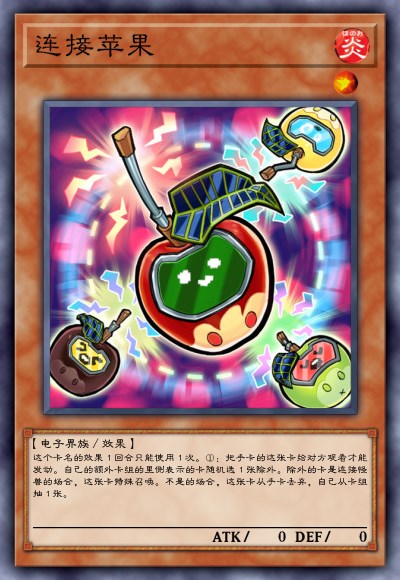 连接苹果
ほのお
炎
【电子界族／效果】
这个卡名的效果1回合只能使用1次。①：把手卡的这张卡给对方观看才能
发动。自己的额外卡组的里侧表示的卡随机选1张除外。除外的卡是连接怪
兽的场合，这张卡特殊召唤。不是的场合，这张卡从手卡丢弃，自己从卡组
抽1张。
ATK/ 0 DEF/ 0